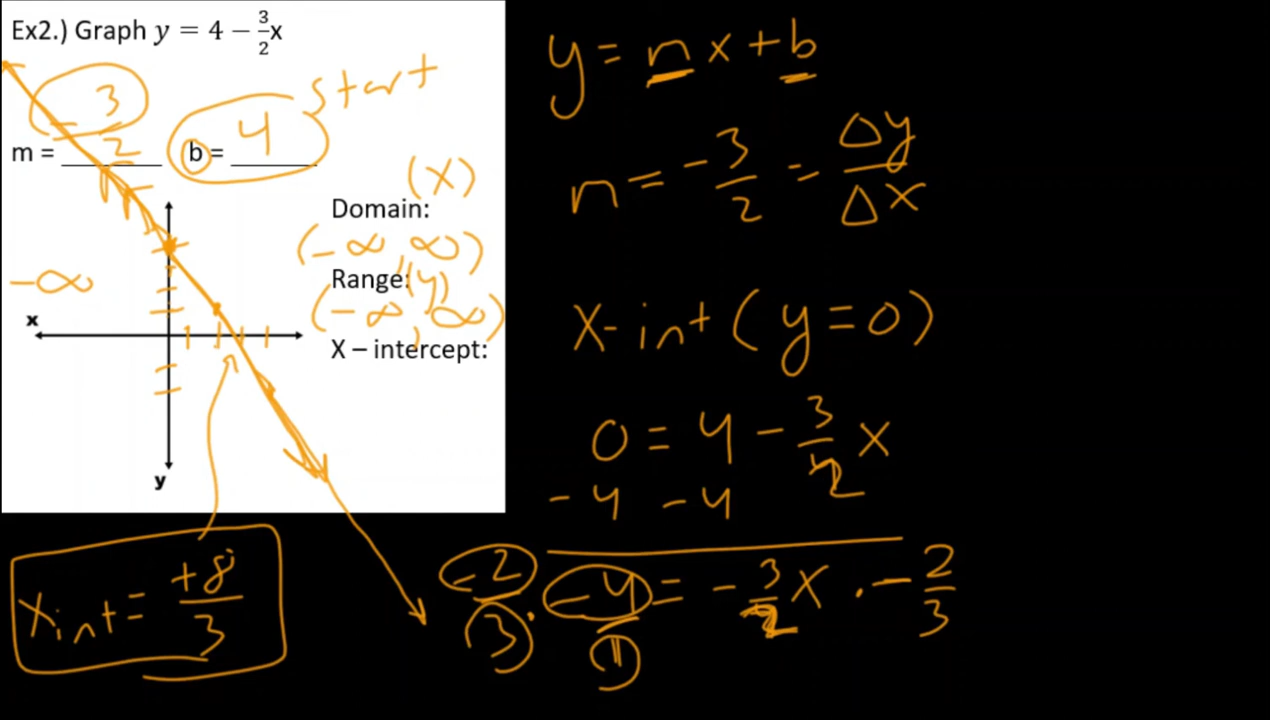 Ex2.) Graph y = 4 − 3/2x
m = -3/2 b = 4 start
(X)
Domain:
(-∞, ∞)
Range: (y)
(-∞, ∞)
X – intercept:
-∞
x
y
Xint = +8/3
y = mx + b
m = -3/2 = Δy/Δx
X-int (y=0)
0 = 4 - 3/2 x
-4 -4
-2/3 · -4/1 = -3/2 x · -2/3